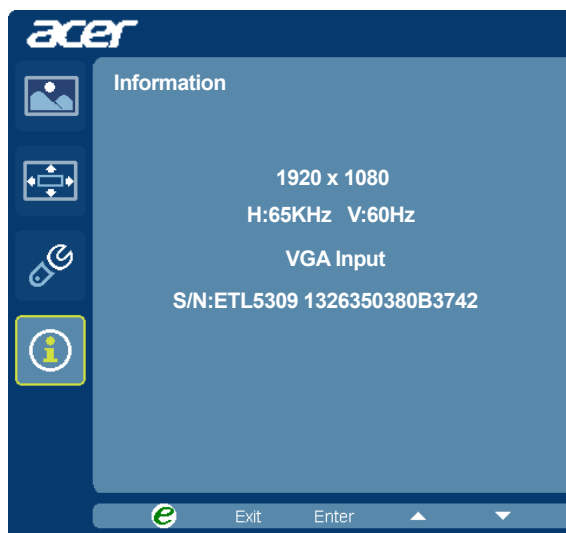 acer
Information
1920 x 1080
H:65KHz V:60Hz
VGA Input
S/N:ETL5309 1326350380B3742
e Exit Enter